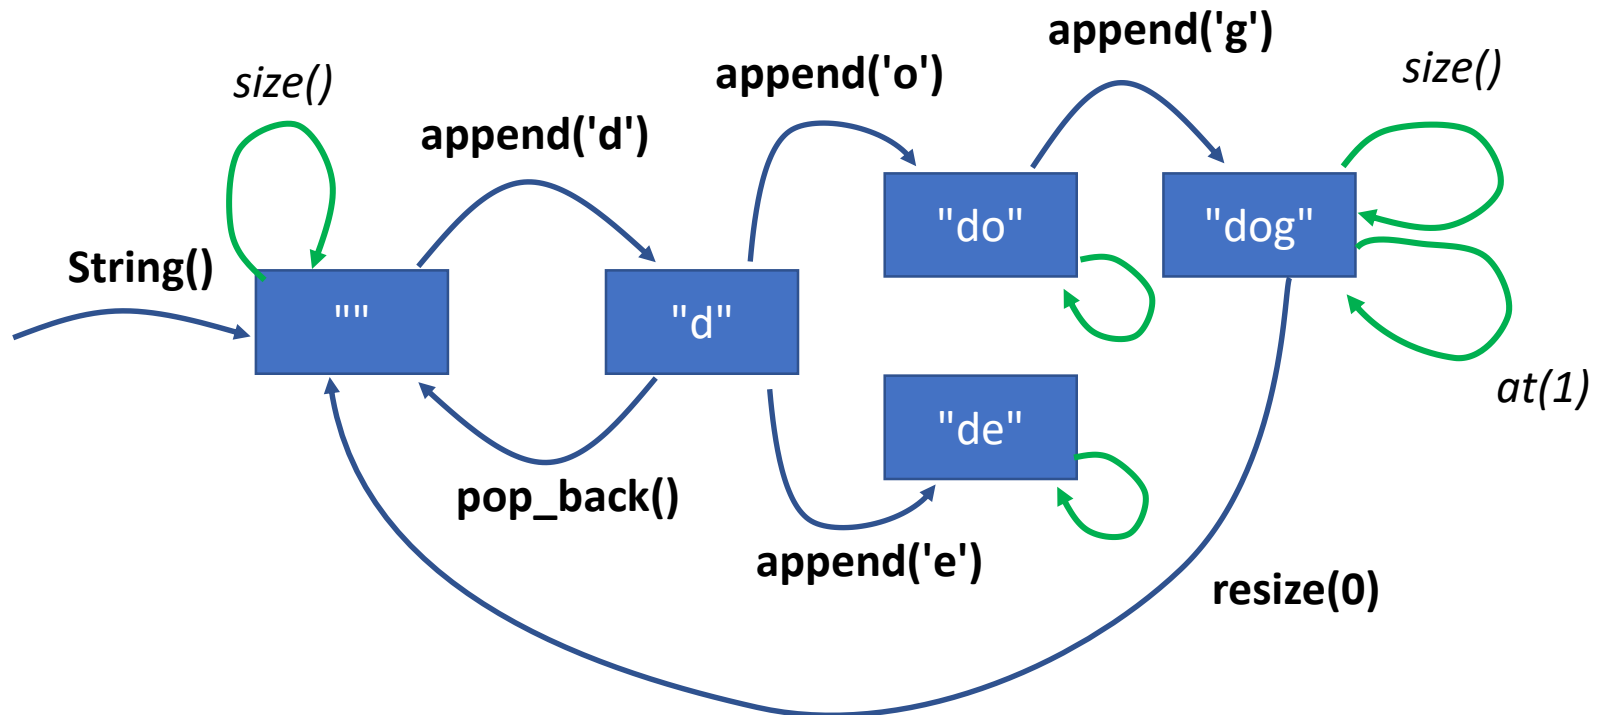 append('g')
size()
append('o')
size()
append('d')
"do"
"dog"
String()
""
"d"
at(1)
"de"
pop_back()
append('e')
resize(0)